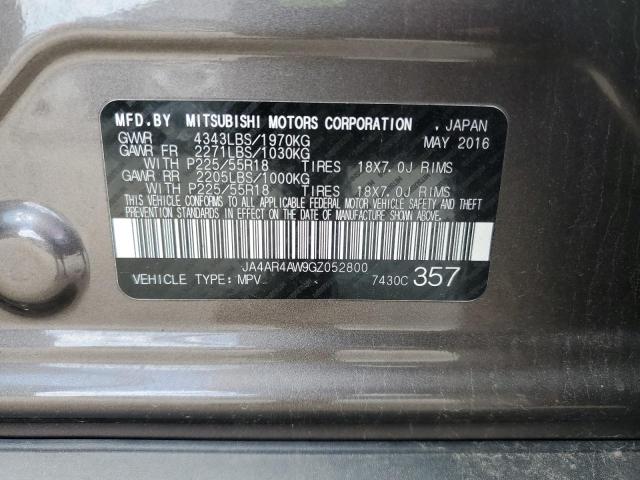 MFD.BY MITSUBISHI MOTORS CORPORATION , JAPAN
GVWR 4343LBS/1970KG MAY 2016
GAWR FR 2271LBS/1030KG
WITH P225/55R18 TIRES 18X7.0J RIMS
GAWR RR 2205LBS/1000KG
WITH P225/55R18 TIRES 18X7.0J RIMS
THIS VEHICLE CONFORMS TO ALL APPLICABLE FEDERAL MOTOR VEHICLE SAFETY AND THEFT
PREVENTION STANDARDS IN EFFECT ON THE DATE OF MANUFACTURE SHOWN ABOVE.
JA4AR4AW9GZ052800
VEHICLE TYPE: MPV 7430C 357